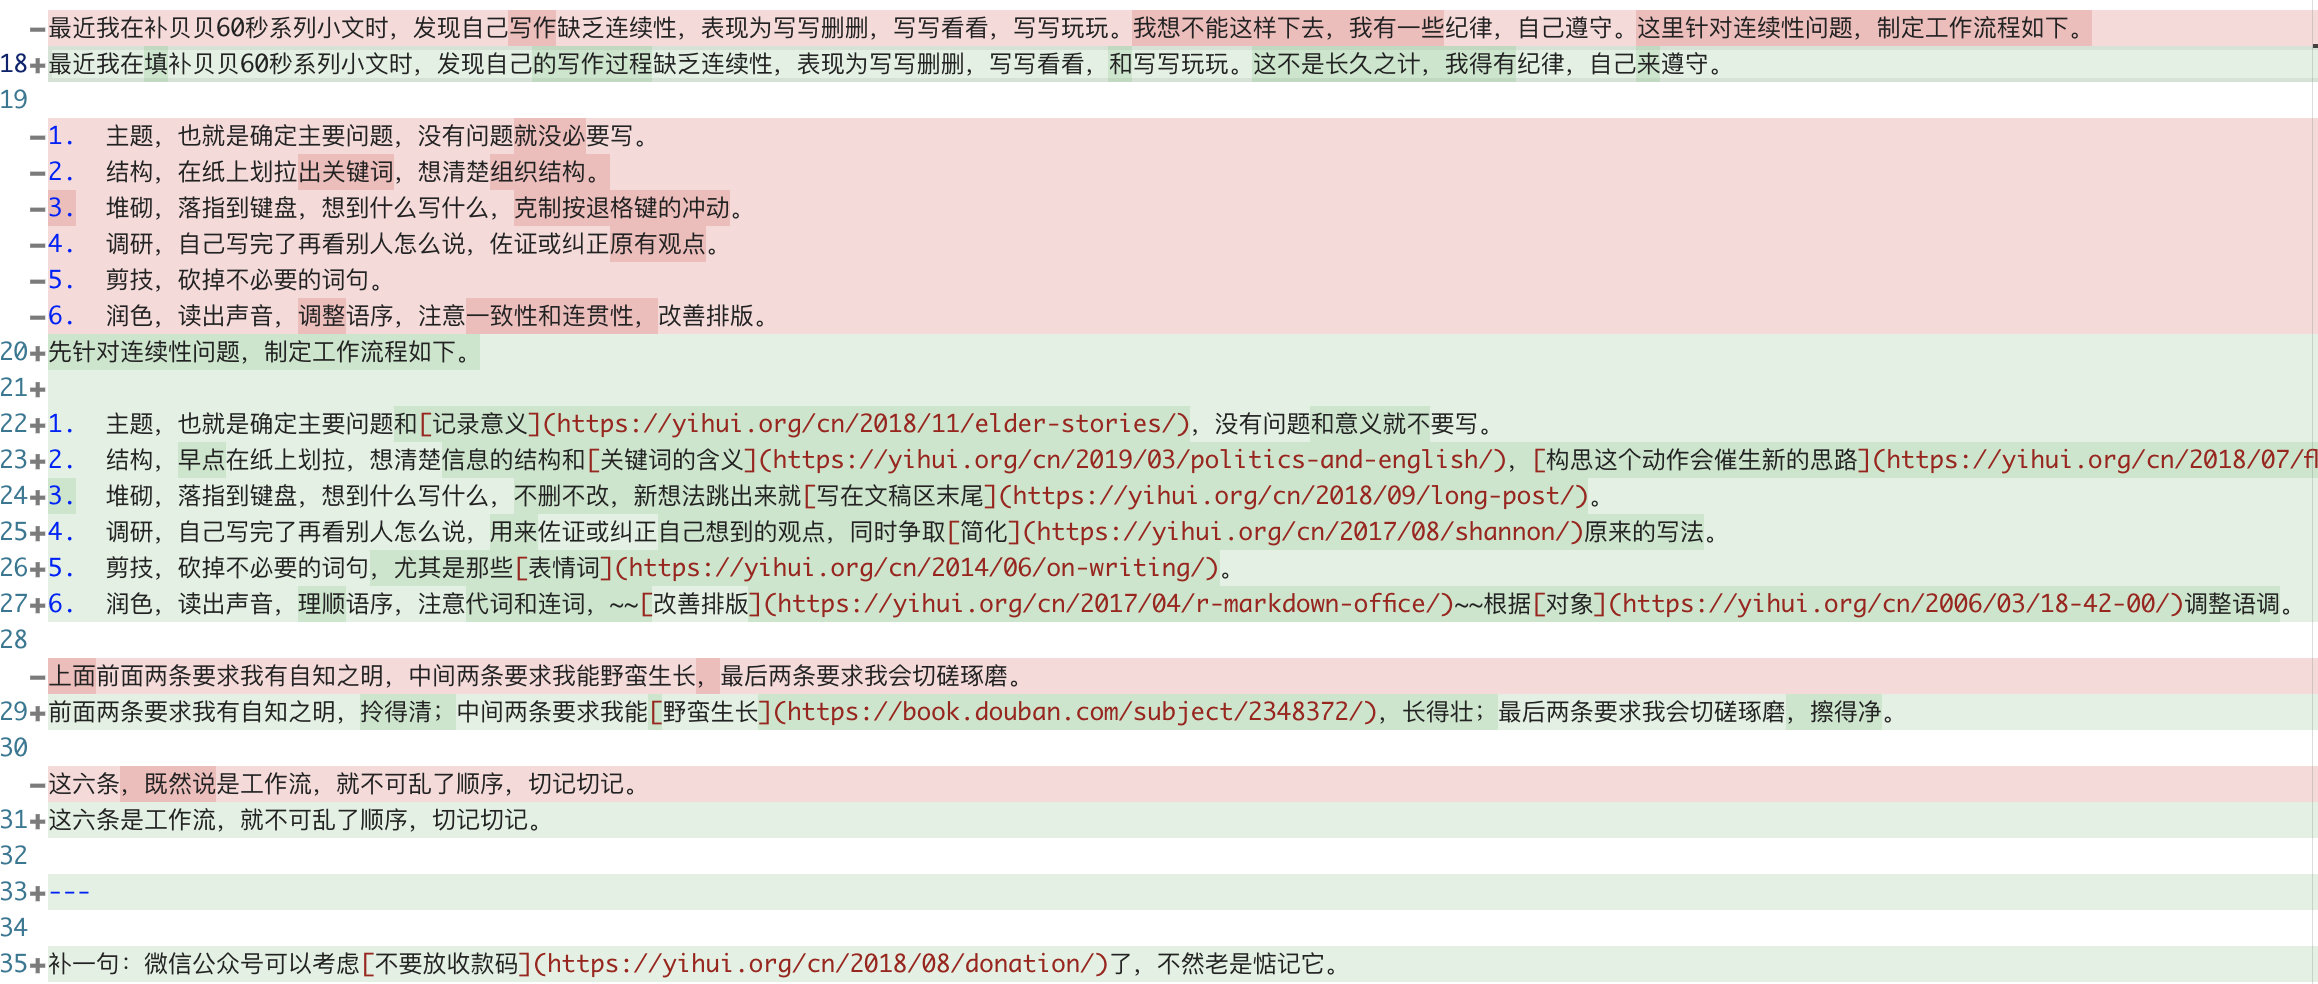 −最近我在补贝贝60秒系列小文时，发现自己写作缺乏连续性，表现为写写删删，写写看看，写写玩玩。我想不能这样下去，我有一些纪律，自己遵守。这里针对连续性问题，制定工作流程如下。
18+最近我在填补贝贝60秒系列小文时，发现自己的写作过程缺乏连续性，表现为写写删删，写写看看，和写写玩玩。这不是长久之计，我得有纪律，自己来遵守。
19
−1. 主题，也就是确定主要问题，没有问题就没必要写。
−2. 结构，在纸上划拉出关键词，想清楚组织结构。
−3. 堆砌，落指到键盘，想到什么写什么，克制按退格键的冲动。
−4. 调研，自己写完了再看别人怎么说，佐证或纠正原有观点。
−5. 剪技，砍掉不必要的词句。
−6. 润色，读出声音，调整语序，注意一致性和连贯性，改善排版。
20+先针对连续性问题，制定工作流程如下。
21+
22+1. 主题，也就是确定主要问题和[记录意义](https://yihui.org/cn/2018/11/elder-stories/)，没有问题和意义就不要写。
23+2. 结构，早点在纸上划拉，想清楚信息的结构和[关键词的含义](https://yihui.org/cn/2019/03/politics-and-english/)，[构思这个动作会催生新的思路](https://yihui.org/cn/2018/07/fl
24+3. 堆砌，落指到键盘，想到什么写什么，不删不改，新想法跳出来就[写在文稿区末尾](https://yihui.org/cn/2018/09/long-post/)。
25+4. 调研，自己写完了再看别人怎么说，用来佐证或纠正自己想到的观点，同时争取[简化](https://yihui.org/cn/2017/08/shannon/)原来的写法。
26+5. 剪技，砍掉不必要的词句，尤其是那些[表情词](https://yihui.org/cn/2014/06/on-writing/)。
27+6. 润色，读出声音，理顺语序，注意代词和连词，~~[改善排版](https://yihui.org/cn/2017/04/r-markdown-office/)~~根据[对象](https://yihui.org/cn/2006/03/18-42-00/)调整语调。
28
−上面前面两条要求我有自知之明，中间两条要求我能野蛮生长，最后两条要求我会切磋琢磨。
29+前面两条要求我有自知之明，拎得清；中间两条要求我能[野蛮生长](https://book.douban.com/subject/2348372/)，长得壮；最后两条要求我会切磋琢磨，擦得净。
30
−这六条，既然说是工作流，就不可乱了顺序，切记切记。
31+这六条是工作流，就不可乱了顺序，切记切记。
32
33+---
34
35+补一句：微信公众号可以考虑[不要放收款码](https://yihui.org/cn/2018/08/donation/)了，不然老是惦记它。